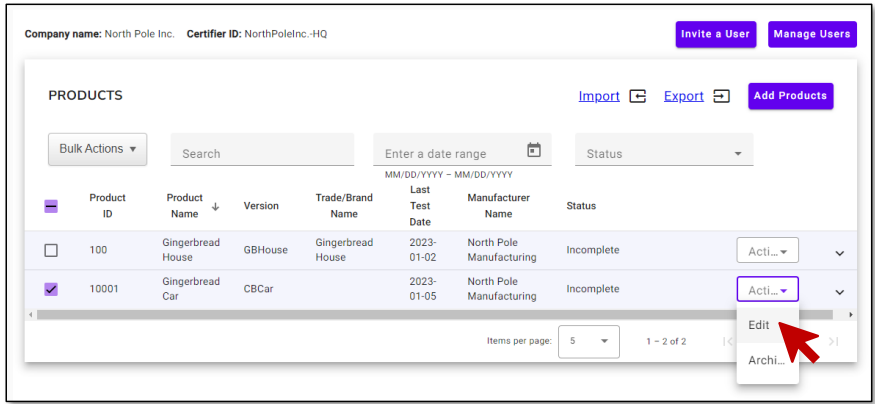 Company name: North Pole Inc. Certifier ID: NorthPoleInc.-HQ
Invite a User
Manage Users
PRODUCTS
Import
Export
Add Products
Bulk Actions
Search
Enter a date range
Status
MM/DD/YYYY – MM/DD/YYYY
Product ID
Product Name
Version
Trade/Brand Name
Last Test Date
Manufacturer Name
Status
100
Gingerbread House
GBHouse
Gingerbread House
2023-01-02
North Pole Manufacturing
Incomplete
Acti...
10001
Gingerbread Car
CBCar
2023-01-05
North Pole Manufacturing
Incomplete
Acti...
Edit
Archi...
Items per page:
5
1 – 2 of 2